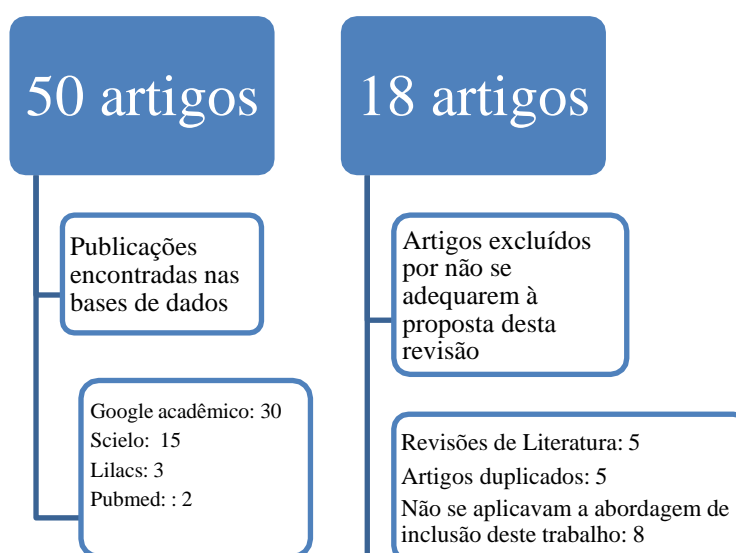 50 artigos
Publicações
encontradas nas
bases de dados
Google acadêmico: 30
Scielo: 15
Lilacs: 3
Pubmed: : 2
18 artigos
Artigos excluídos
por não se
adequarem à
proposta desta
revisão
Revisões de Literatura: 5
Artigos duplicados: 5
Não se aplicavam a abordagem de
inclusão deste trabalho: 8